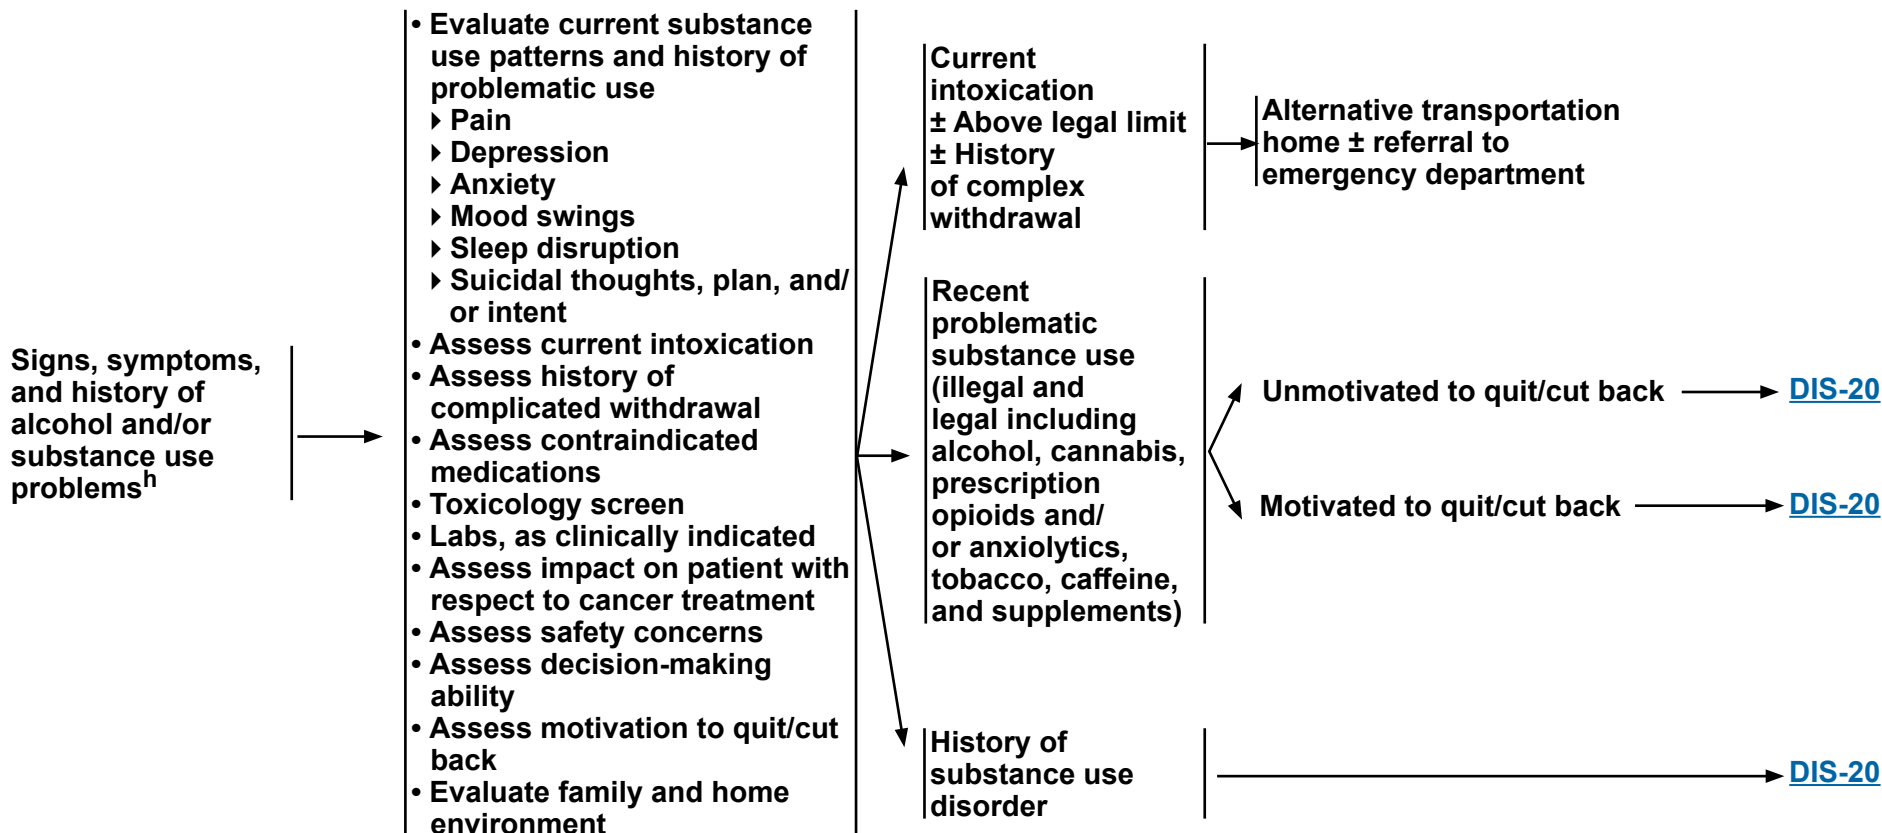 Signs, symptoms,
and history of
alcohol and/or
substance use
problemsʰ
• Evaluate current substance
use patterns and history of
problematic use
▸ Pain
▸ Depression
▸ Anxiety
▸ Mood swings
▸ Sleep disruption
▸ Suicidal thoughts, plan, and/
or intent
• Assess current intoxication
• Assess history of
complicated withdrawal
• Assess contraindicated
medications
• Toxicology screen
• Labs, as clinically indicated
• Assess impact on patient with
respect to cancer treatment
• Assess safety concerns
• Assess decision-making
ability
• Assess motivation to quit/cut
back
• Evaluate family and home
environment
Current
intoxication
± Above legal limit
± History
of complex
withdrawal
Alternative transportation
home ± referral to
emergency department
Recent
problematic
substance use
(illegal and
legal including
alcohol, cannabis,
prescription
opioids and/
or anxiolytics,
tobacco, caffeine,
and supplements)
Unmotivated to quit/cut back
DIS-20
Motivated to quit/cut back
DIS-20
History of
substance use
disorder
DIS-20